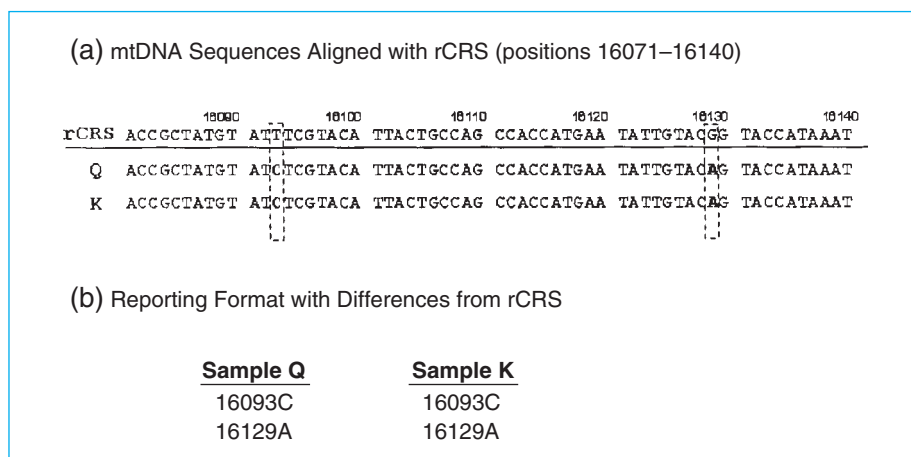 (a) mtDNA Sequences Aligned with rCRS (positions 16071–16140)
16090 16100 16110 16120 16130 16140
rCRS ACCGCTATGT ATTTCGTACA TTACTGCCAG CCACCATGAA TATTGTACGG TACCATAAAT
Q ACCGCTATGT ATCTCGTACA TTACTGCCAG CCACCATGAA TATTGTACAG TACCATAAAT
K ACCGCTATGT ATCTCGTACA TTACTGCCAG CCACCATGAA TATTGTACAG TACCATAAAT
(b) Reporting Format with Differences from rCRS
Sample Q Sample K
16093C 16093C
16129A 16129A